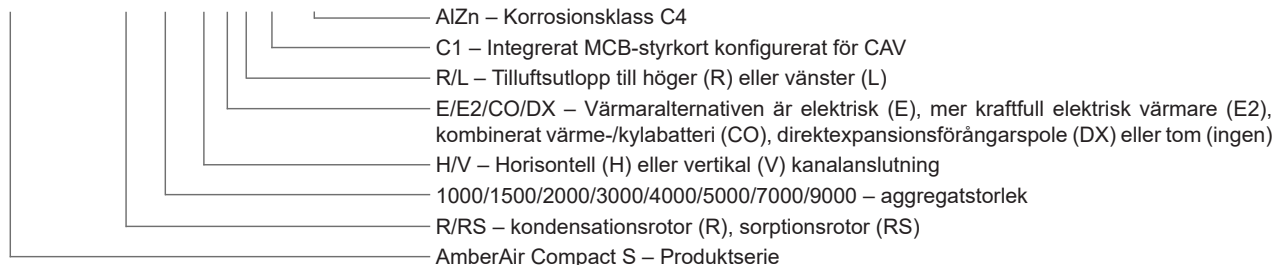 AlZn – Korrosionsklass C4
C1 – Integrerat MCB-styrkort konfigurerat för CAV
R/L – Tilluftsutlopp till höger (R) eller vänster (L)
E/E2/CO/DX – Värmaralternativen är elektrisk (E), mer kraftfull elektrisk värmare (E2),
kombinerat värme-/kylabatteri (CO), direktexpansionsförångarspole (DX) eller tom (ingen)
H/V – Horisontell (H) eller vertikal (V) kanalanslutning
1000/1500/2000/3000/4000/5000/7000/9000 – aggregatstorlek
R/RS – kondensationsrotor (R), sorptionsrotor (RS)
AmberAir Compact S – Produktserie